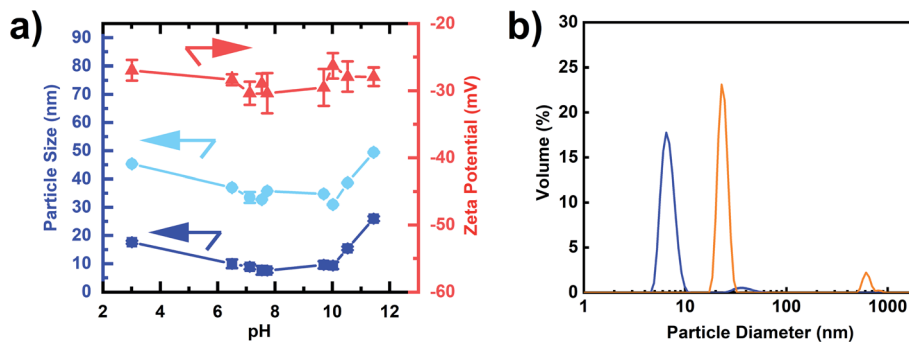 a)
90
80
70
60
50
40
30
20
10
0
Particle Size (nm)
-20
-30
-40
-50
-60
Zeta Potential (mV)
2 4 6 8 10 12
pH
b)
30
25
20
15
10
5
0
Volume (%)
1 10 100 1000
Particle Diameter (nm)